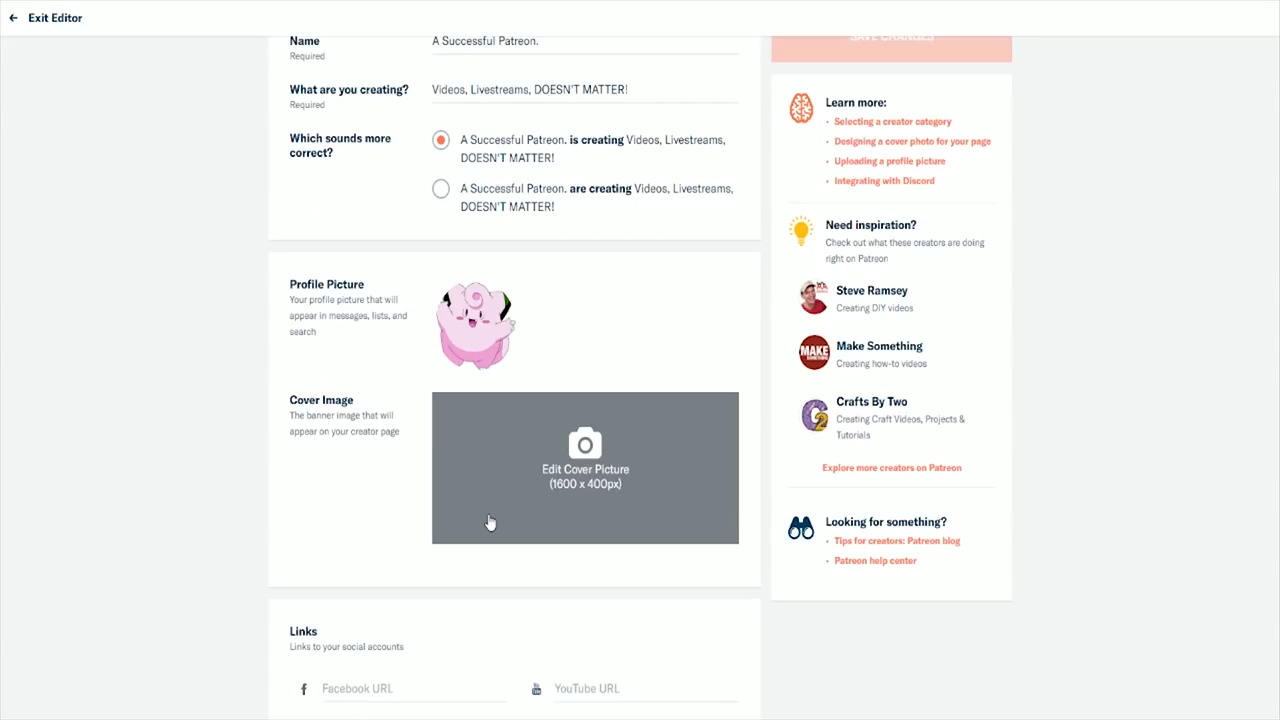 Exit Editor
Name
Required
A Successful Patreon.
SAVE CHANGES
What are you creating?
Required
Videos, Livestreams, DOESN'T MATTER!
Which sounds more
correct?
A Successful Patreon. is creating Videos, Livestreams,
DOESN'T MATTER!
A Successful Patreon. are creating Videos, Livestreams,
DOESN'T MATTER!
Profile Picture
Your profile picture that will
appear in messages, lists, and
search
Cover Image
The banner image that will
appear on your creator page
Edit Cover Picture
(1600 x 400px)
Links
Links to your social accounts
Facebook URL
YouTube URL
Learn more:
Selecting a creator category
Designing a cover photo for your page
Uploading a profile picture
Integrating with Discord
Need inspiration?
Check out what these creators are doing
right on Patreon
Steve Ramsey
Creating DIY videos
MAKE
Make Something
Creating how-to videos
Crafts By Two
Creating Craft Videos, Projects &
Tutorials
Explore more creators on Patreon
Looking for something?
Tips for creators: Patreon blog
Patreon help center